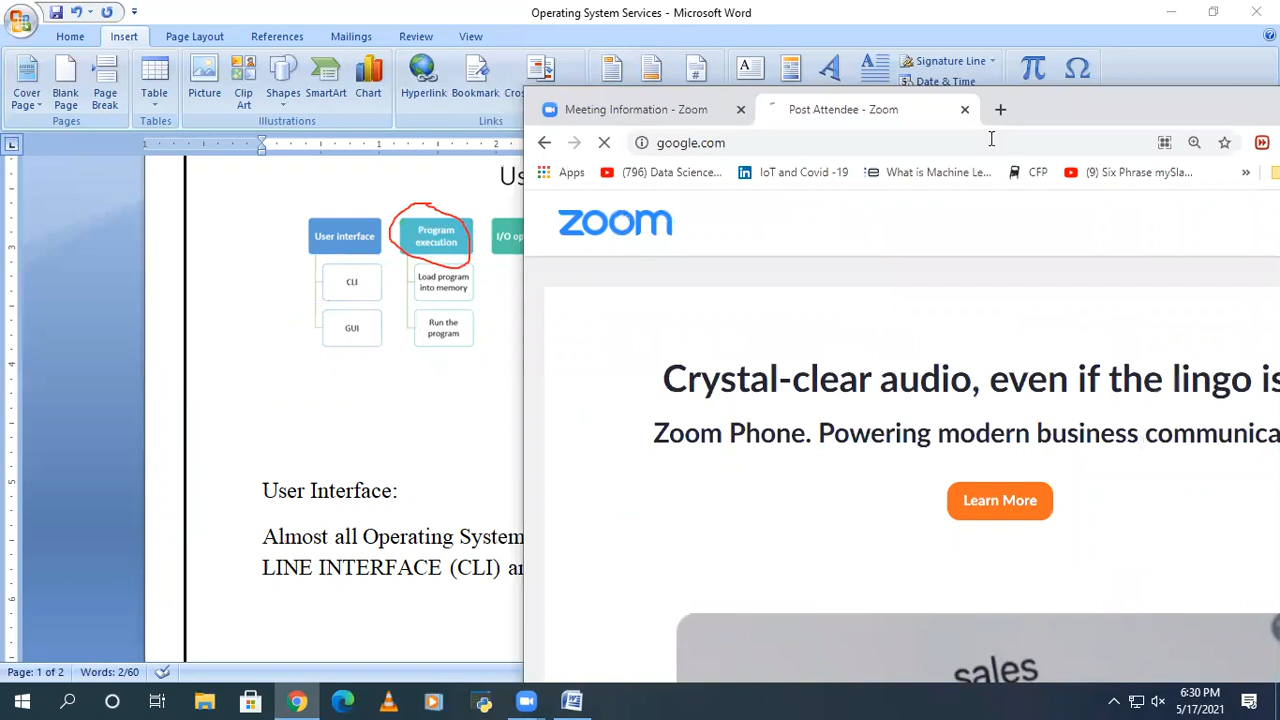 Operating System Services - Microsoft Word
Home Insert Page Layout References Mailings Review View
Cover Page Blank Page Page Break Table Picture Clip Art Shapes SmartArt Chart Hyperlink Bookmark Signature Line Date & Time
Pages Tables Illustrations Links
Meeting Information - Zoom
Post Attendee - Zoom
google.com
Apps (796) Data Science... IoT and Covid -19 What is Machine Le... CFP (9) Six Phrase mySla... »
zoom
User interface
Program execution
CLI
Load program into memory
GUI
Run the program
Crystal-clear audio, even if the lingo
Zoom Phone. Powering modern business
Learn More
sales
User Interface:
Almost all Operating System
LINE INTERFACE (CLI)
Page: 1 of 2 Words: 2/60
6:30 PM
5/17/2021